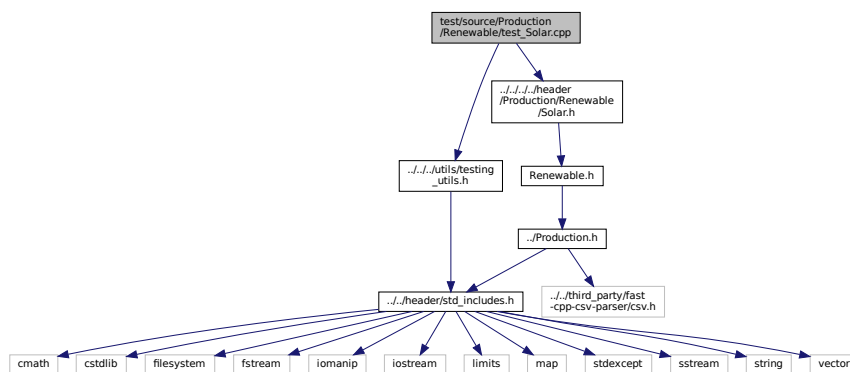 test/source/Production
/Renewable/test_Solar.cpp
../../../../header
/Production/Renewable
/Solar.h
../../../utils/testing
_utils.h
Renewable.h
../Production.h
../../header/std_includes.h
../../third_party/fast
-cpp-csv-parser/csv.h
cmath
cstdlib
filesystem
fstream
iomanip
iostream
limits
map
stdexcept
sstream
string
vector